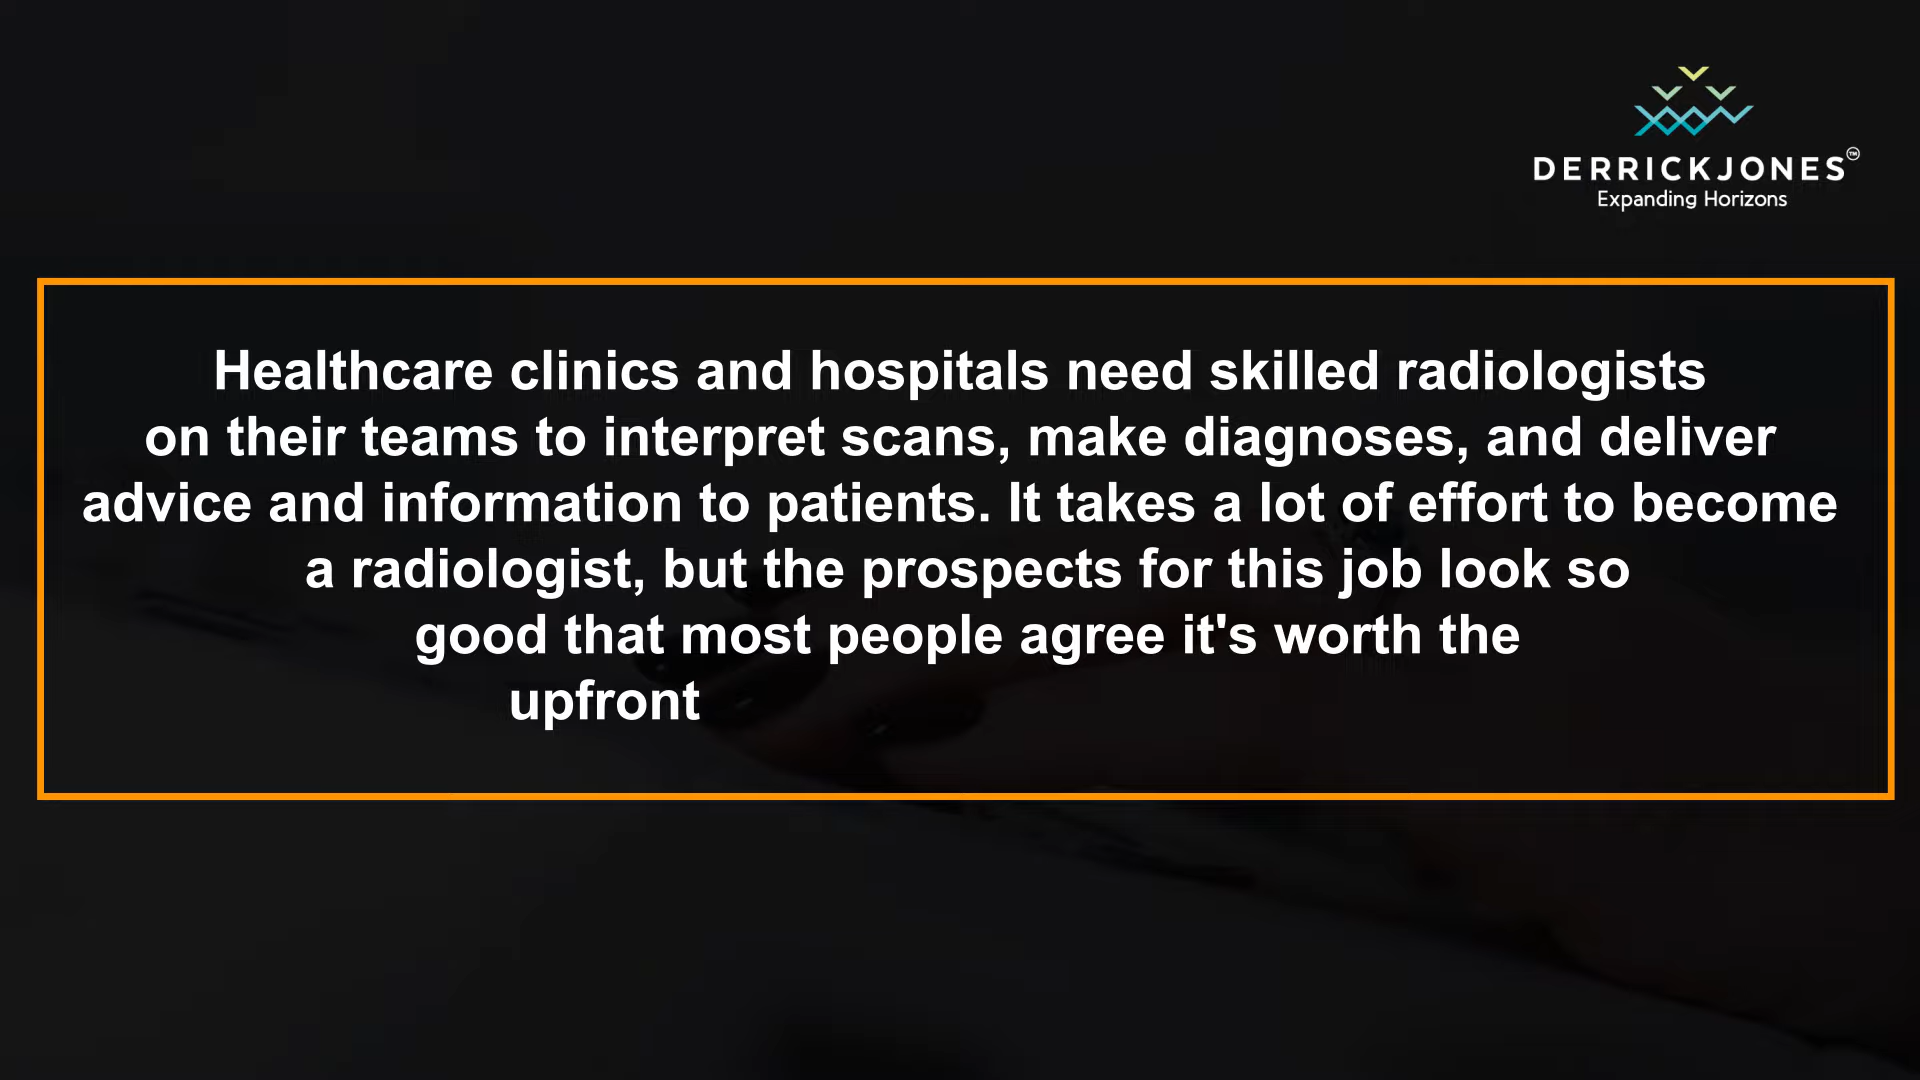 DERRICKJONES™
Expanding Horizons
Healthcare clinics and hospitals need skilled radiologists
on their teams to interpret scans, make diagnoses, and deliver
advice and information to patients. It takes a lot of effort to become
a radiologist, but the prospects for this job look so
good that most people agree it's worth the
upfront